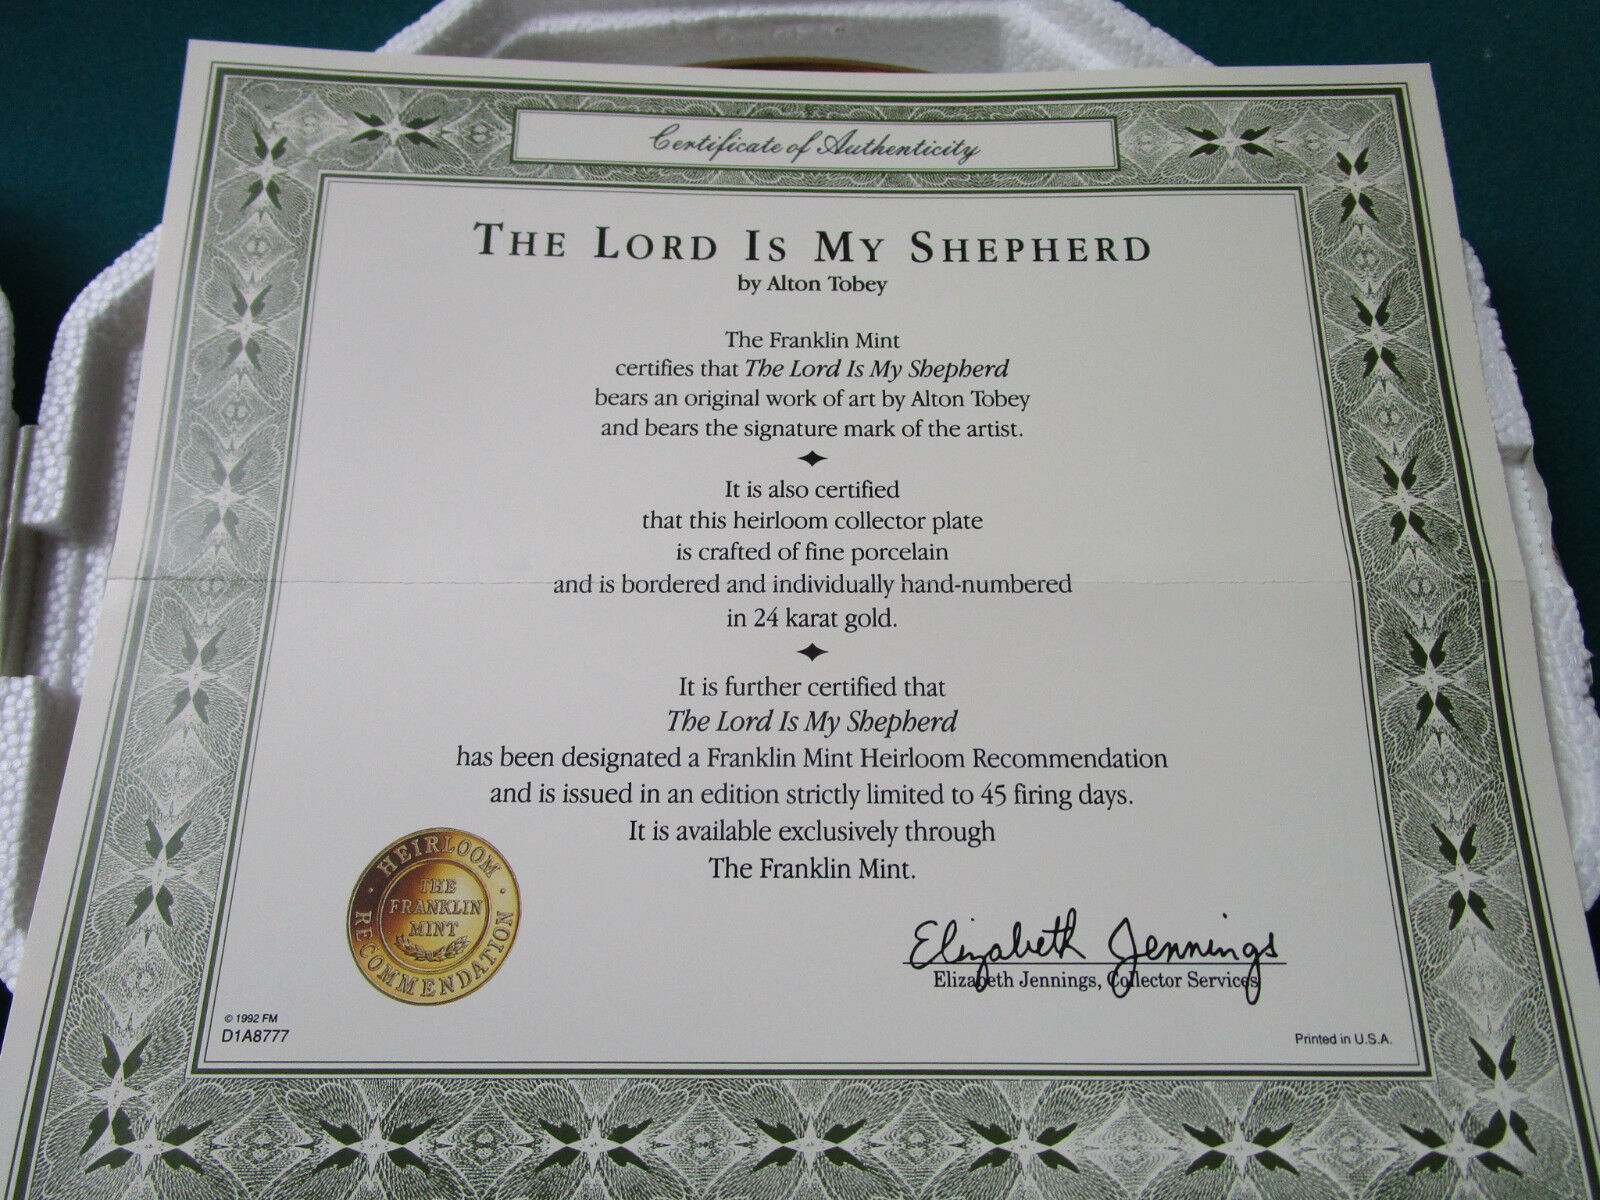 Certificate of Authenticity
THE LORD IS MY SHEPHERD
by Alton Tobey
The Franklin Mint
certifies that The Lord Is My Shepherd
bears an original work of art by Alton Tobey
and bears the signature mark of the artist.
It is also certified
that this heirloom collector plate
is crafted of fine porcelain
and is bordered and individually hand-numbered
in 24 karat gold.
It is further certified that
The Lord Is My Shepherd
has been designated a Franklin Mint Heirloom Recommendation
and is issued in an edition strictly limited to 45 firing days.
It is available exclusively through
The Franklin Mint.
HEIRLOOM
RECOMMENDATION
THE
FRANKLIN
MINT
Elizabeth Jennings
Elizabeth Jennings, Collector Services
© 1992 FM
D1A8777
Printed in U.S.A.